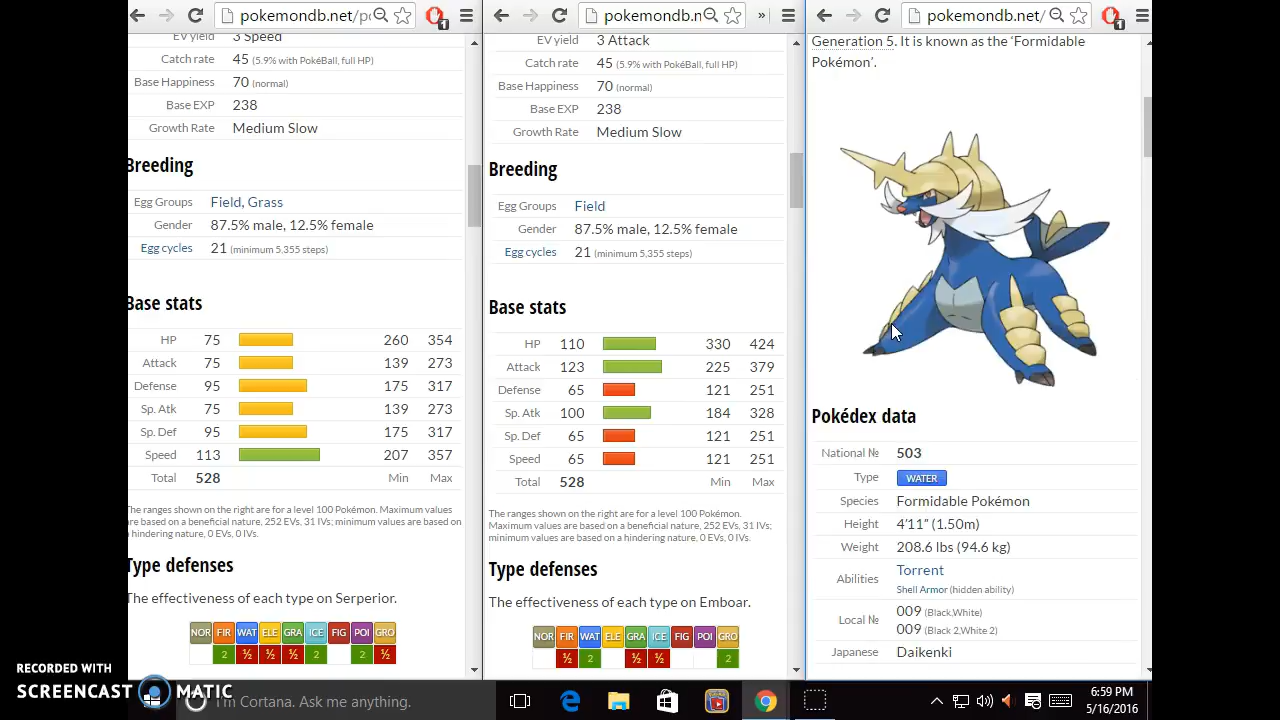 pokemondb.net/p
EV yield 3 Speed
Catch rate 45 (5.9% with PokéBall, full HP)
Base Happiness 70 (normal)
Base EXP 238
Growth Rate Medium Slow
Breeding
Egg Groups Field, Grass
Gender 87.5% male, 12.5% female
Egg cycles 21 (minimum 5,355 steps)
Base stats
HP 75 260 354
Attack 75 139 273
Defense 95 175 317
Sp. Atk 75 139 273
Sp. Def 95 175 317
Speed 113 207 357
Total 528 Min Max
The ranges shown on the right are for a level 100 Pokémon. Maximum values
are based on a beneficial nature, 252 EVs, 31 IVs; minimum values are based on
a hindering nature, 0 EVs, 0 IVs.
Type defenses
The effectiveness of each type on Serperior.
NOR FIR WAT ELE GRA ICE FIG POI GRO
2 ½ ½ ½ 2 2 ½
pokemondb.n »
EV yield 3 Attack
Catch rate 45 (5.9% with PokéBall, full HP)
Base Happiness 70 (normal)
Base EXP 238
Growth Rate Medium Slow
Breeding
Egg Groups Field
Gender 87.5% male, 12.5% female
Egg cycles 21 (minimum 5,355 steps)
Base stats
HP 110 330 424
Attack 123 225 379
Defense 65 121 251
Sp. Atk 100 184 328
Sp. Def 65 121 251
Speed 65 121 251
Total 528 Min Max
The ranges shown on the right are for a level 100 Pokémon.
Maximum values are based on a beneficial nature, 252 EVs, 31 IVs;
minimum values are based on a hindering nature, 0 EVs, 0 IVs.
Type defenses
The effectiveness of each type on Emboar.
NOR FIR WAT ELE GRA ICE FIG POI GRO
½ 2 ½ ½ 2
pokemondb.net/
1
Generation 5. It is known as the ‘Formidable
Pokémon’.
Pokédex data
National № 503
Type WATER
Species Formidable Pokémon
Height 4′11″ (1.50m)
Weight 208.6 lbs (94.6 kg)
Abilities Torrent
Shell Armor (hidden ability)
Local № 009 (Black,White)
009 (Black 2,White 2)
Japanese Daikenki
RECORDED WITH
SCREENCAST MATIC
I'm Cortana. Ask me anything.
6:59 PM
5/16/2016